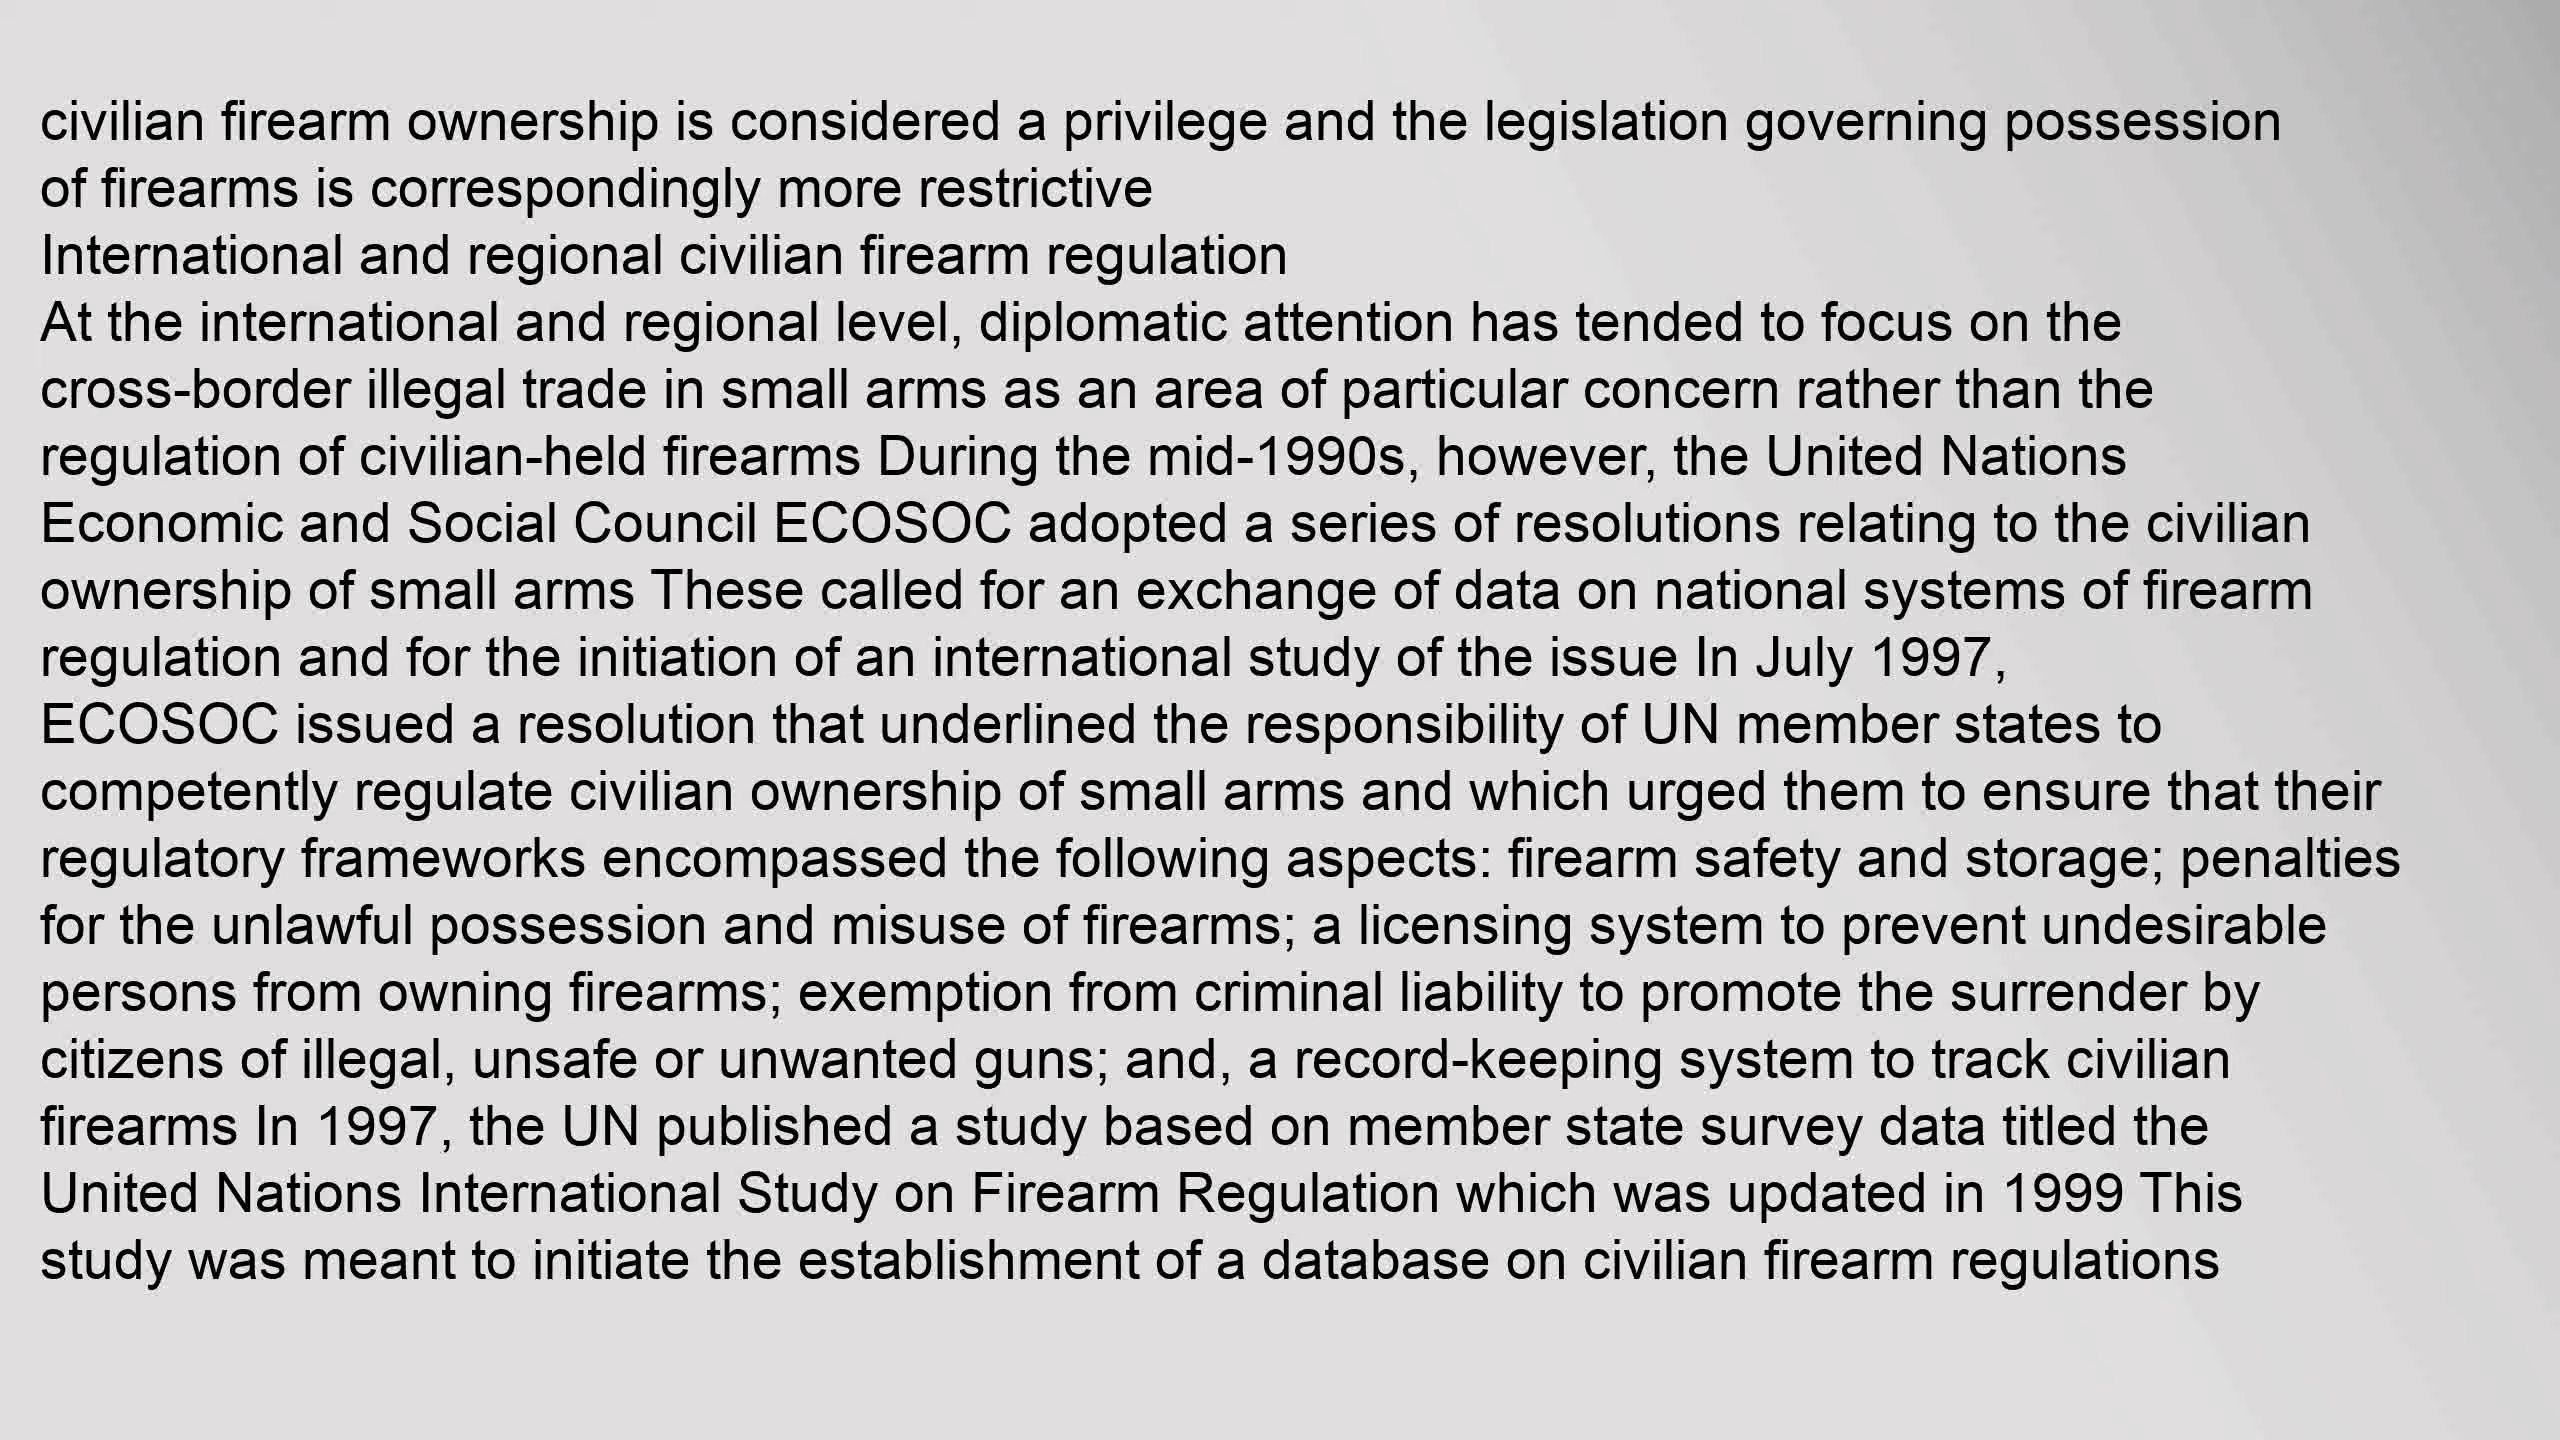 civilian firearm ownership is considered a privilege and the legislation governing possession
of firearms is correspondingly more restrictive
International and regional civilian firearm regulation
At the international and regional level, diplomatic attention has tended to focus on the
cross-border illegal trade in small arms as an area of particular concern rather than the
regulation of civilian-held firearms During the mid-1990s, however, the United Nations
Economic and Social Council ECOSOC adopted a series of resolutions relating to the civilian
ownership of small arms These called for an exchange of data on national systems of firearm
regulation and for the initiation of an international study of the issue In July 1997,
ECOSOC issued a resolution that underlined the responsibility of UN member states to
competently regulate civilian ownership of small arms and which urged them to ensure that their
regulatory frameworks encompassed the following aspects: firearm safety and storage; penalties
for the unlawful possession and misuse of firearms; a licensing system to prevent undesirable
persons from owning firearms; exemption from criminal liability to promote the surrender by
citizens of illegal, unsafe or unwanted guns; and, a record-keeping system to track civilian
firearms In 1997, the UN published a study based on member state survey data titled the
United Nations International Study on Firearm Regulation which was updated in 1999 This
study was meant to initiate the establishment of a database on civilian firearm regulations